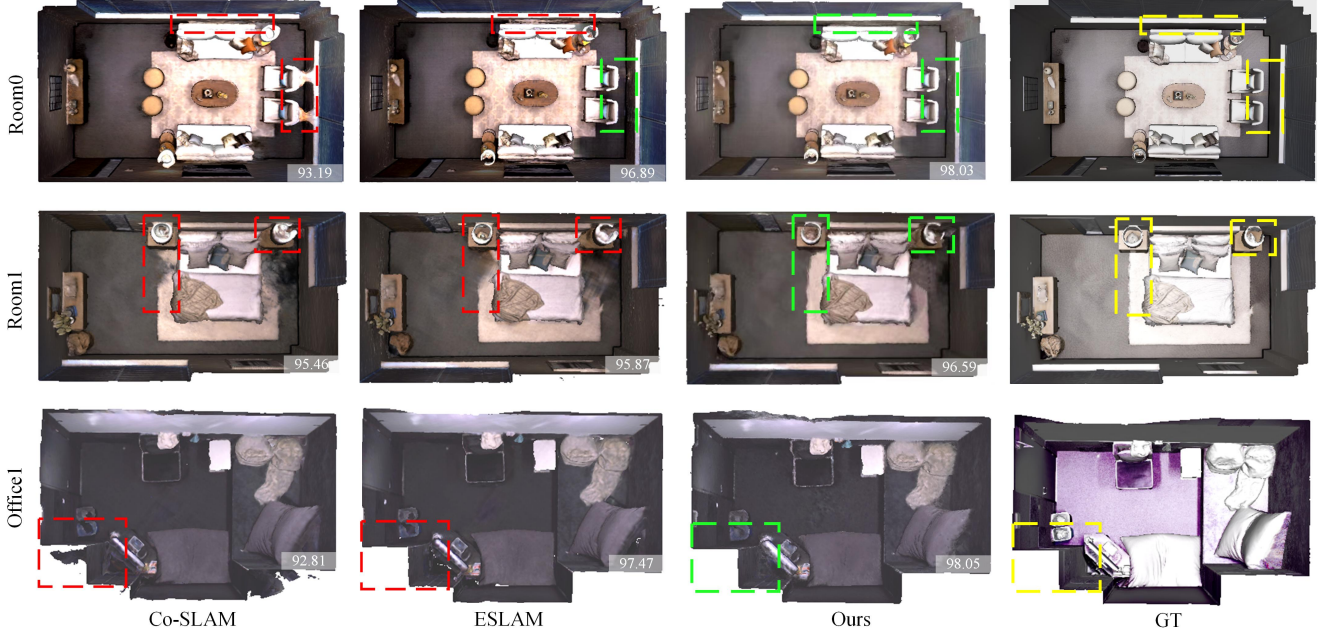 Room0
93.19
96.89
98.03
Room1
95.46
95.87
96.59
Office1
92.81
97.47
98.05
Co-SLAM
ESLAM
Ours
GT